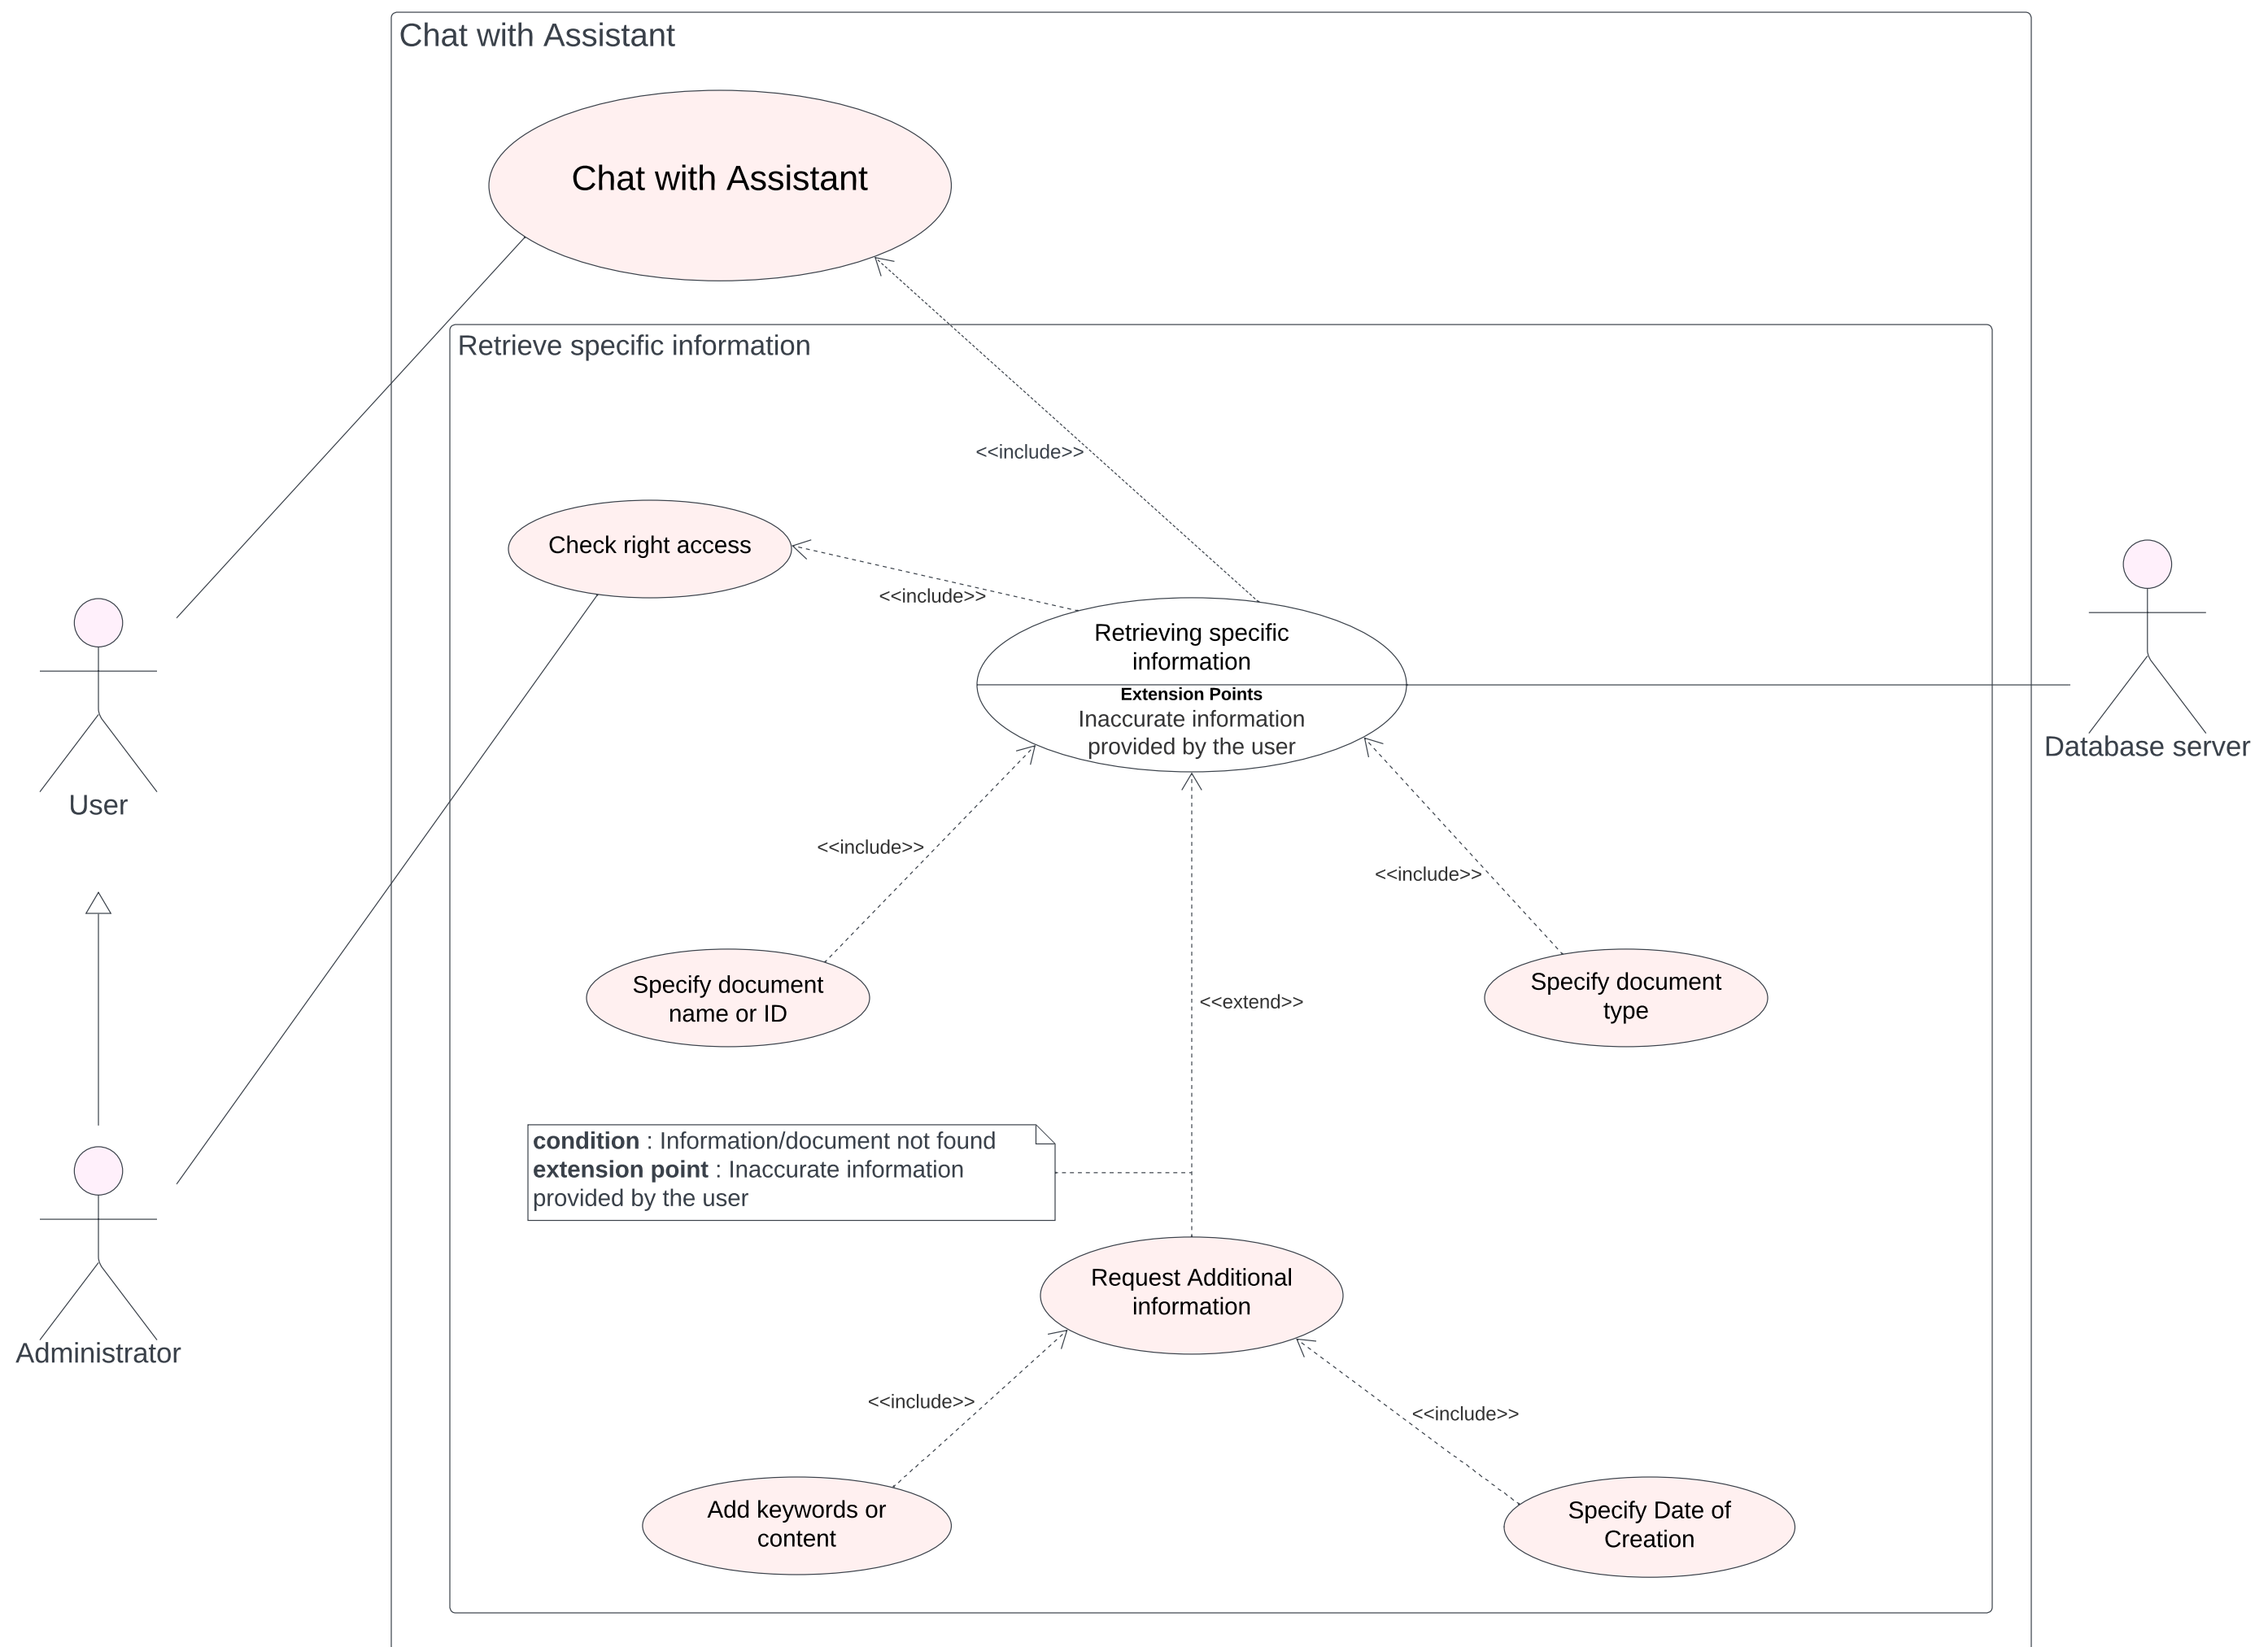 Chat with Assistant
Chat with Assistant
Retrieve specific information
<<include>>
Check right access
<<include>>
Retrieving specific
information
Extension Points
Inaccurate information
provided by the user
Database server
User
<<include>>
<<include>>
Specify document
name or ID
Specify document
type
<<extend>>
condition : Information/document not found
extension point : Inaccurate information
provided by the user
Request Additional
information
Administrator
<<include>>
<<include>>
Add keywords or
content
Specify Date of
Creation